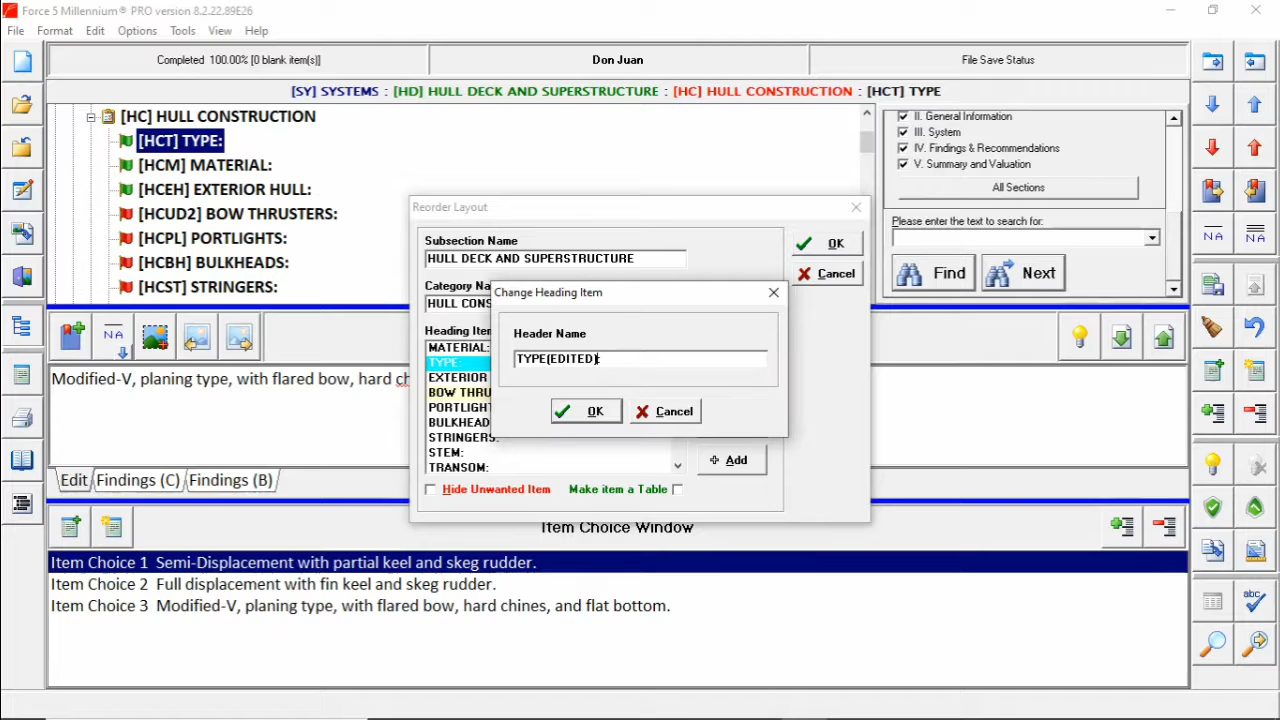 Force 5 Millennium® PRO version 8.2.22.89E26
File Format Edit Options Tools View Help
Completed 100.00% [0 blank item(s)]
Don Juan
File Save Status
[SY] SYSTEMS : [HD] HULL DECK AND SUPERSTRUCTURE : [HC] HULL CONSTRUCTION : [HCT] TYPE
[HC] HULL CONSTRUCTION
[HCT] TYPE:
[HCM] MATERIAL:
[HCEH] EXTERIOR HULL:
[HCUD2] BOW THRUSTERS:
[HCPL] PORTLIGHTS:
[HCBH] BULKHEADS:
[HCST] STRINGERS:
II. General Information
III. System
IV. Findings & Recommendations
V. Summary and Valuation
All Sections
Please enter the text to search for:
Find
Next
NA
NA
Reorder Layout
Subsection Name
HULL DECK AND SUPERSTRUCTURE
OK
Cancel
Category Na
HULL CONS
Heading Iten
MATERIAL:
TYPE
EXTERIOR
BOW THRU
PORTLIGHT
BULKHEAD
STRINGERS:
STEM:
TRANSOM:
Add
Hide Unwanted Item
Make item a Table
Change Heading Item
Header Name
TYPE(EDITED):
OK
Cancel
NA
Modified-V, planing type, with flared bow, hard ch
Edit
Findings (C)
Findings (B)
Item Choice Window
Item Choice 1 Semi-Displacement with partial keel and skeg rudder.
Item Choice 2 Full displacement with fin keel and skeg rudder.
Item Choice 3 Modified-V, planing type, with flared bow, hard chines, and flat bottom.
abc